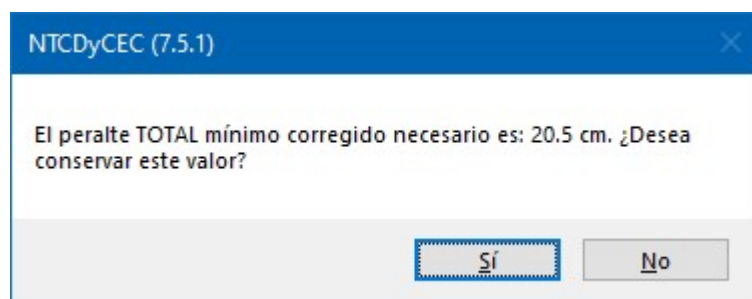 NTCDyCEC (7.5.1)
El peralte TOTAL mínimo corregido necesario es: 20.5 cm. ¿Desea
conservar este valor?
Sí
No